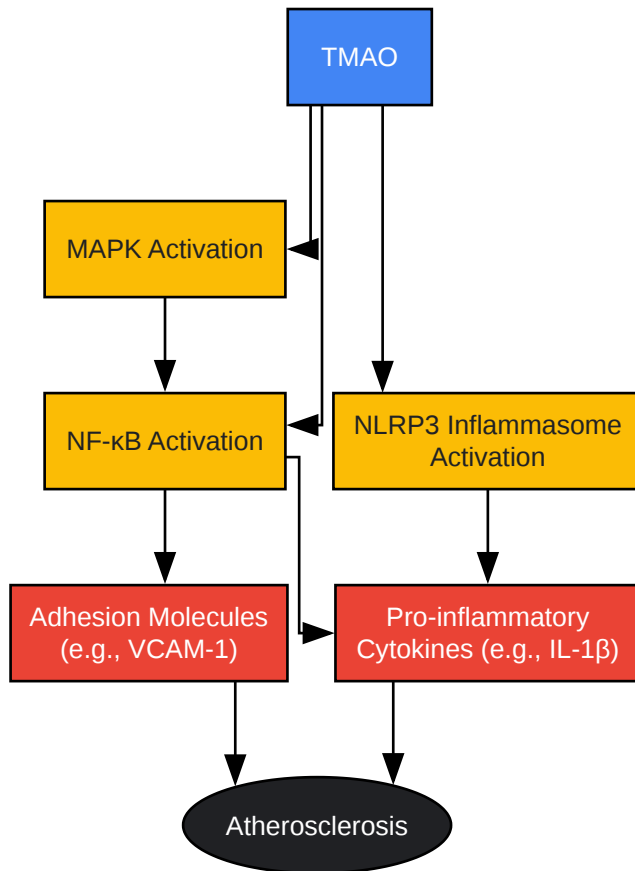 TMAO
MAPK Activation
NF-κB Activation
NLRP3 Inflammasome
Activation
Adhesion Molecules
(e.g., VCAM-1)
Pro-inflammatory
Cytokines (e.g., IL-1β)
Atherosclerosis